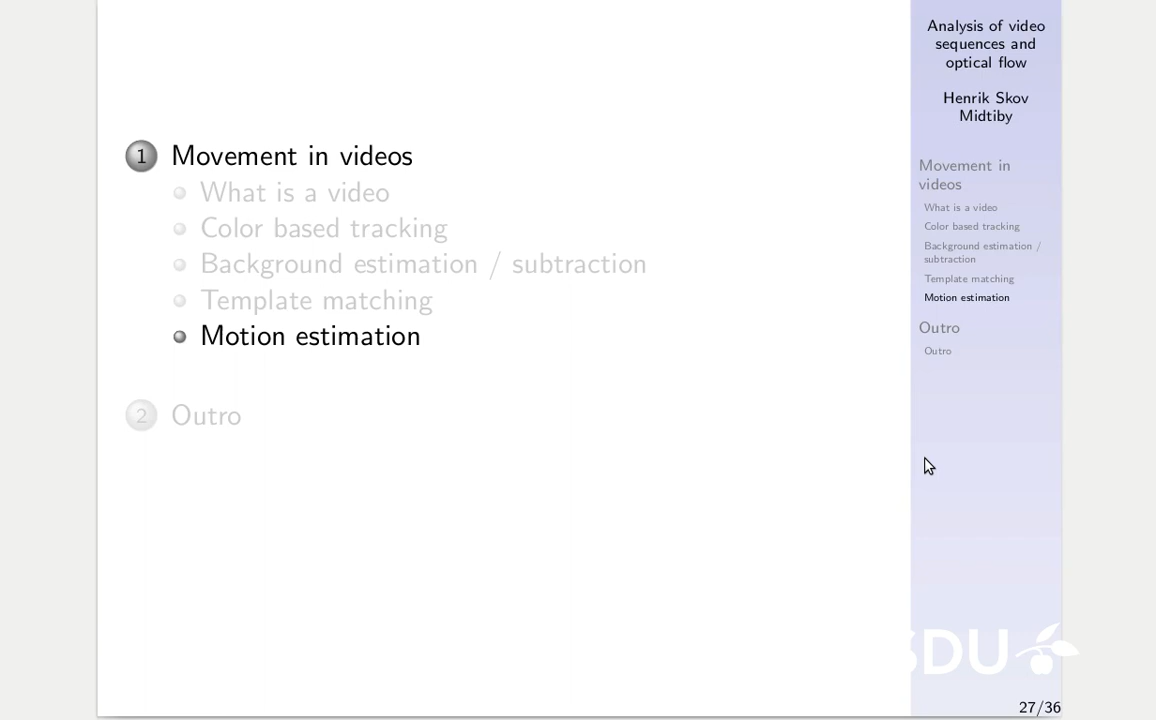 1 Movement in videos
What is a video
Color based tracking
Background estimation / subtraction
Template matching
Motion estimation
2 Outro
Analysis of video
sequences and
optical flow
Henrik Skov
Midtiby
Movement in
videos
What is a video
Color based tracking
Background estimation /
subtraction
Template matching
Motion estimation
Outro
Outro
SDU
27/36